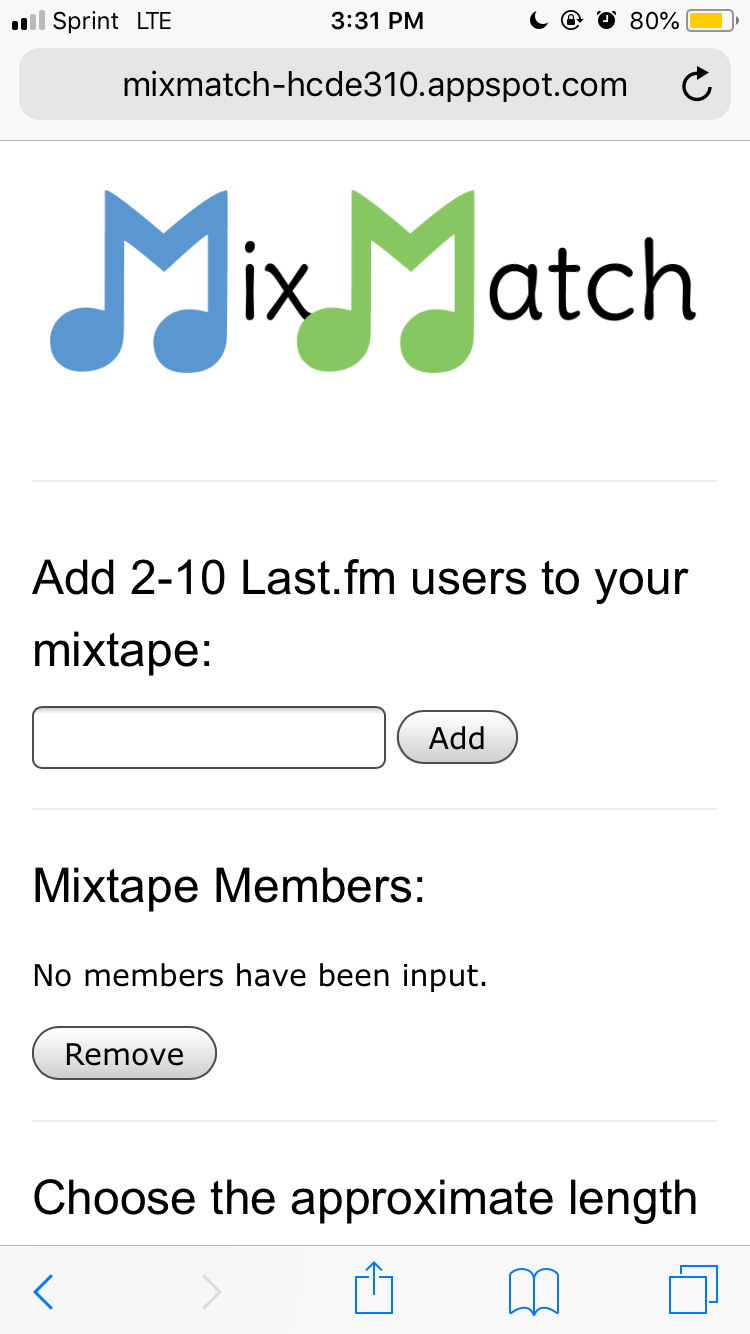 Sprint LTE 3:31 PM 80%
mixmatch-hcde310.appspot.com
MixMatch
Add 2-10 Last.fm users to your
mixtape:
Add
Mixtape Members:
No members have been input.
Remove
Choose the approximate length